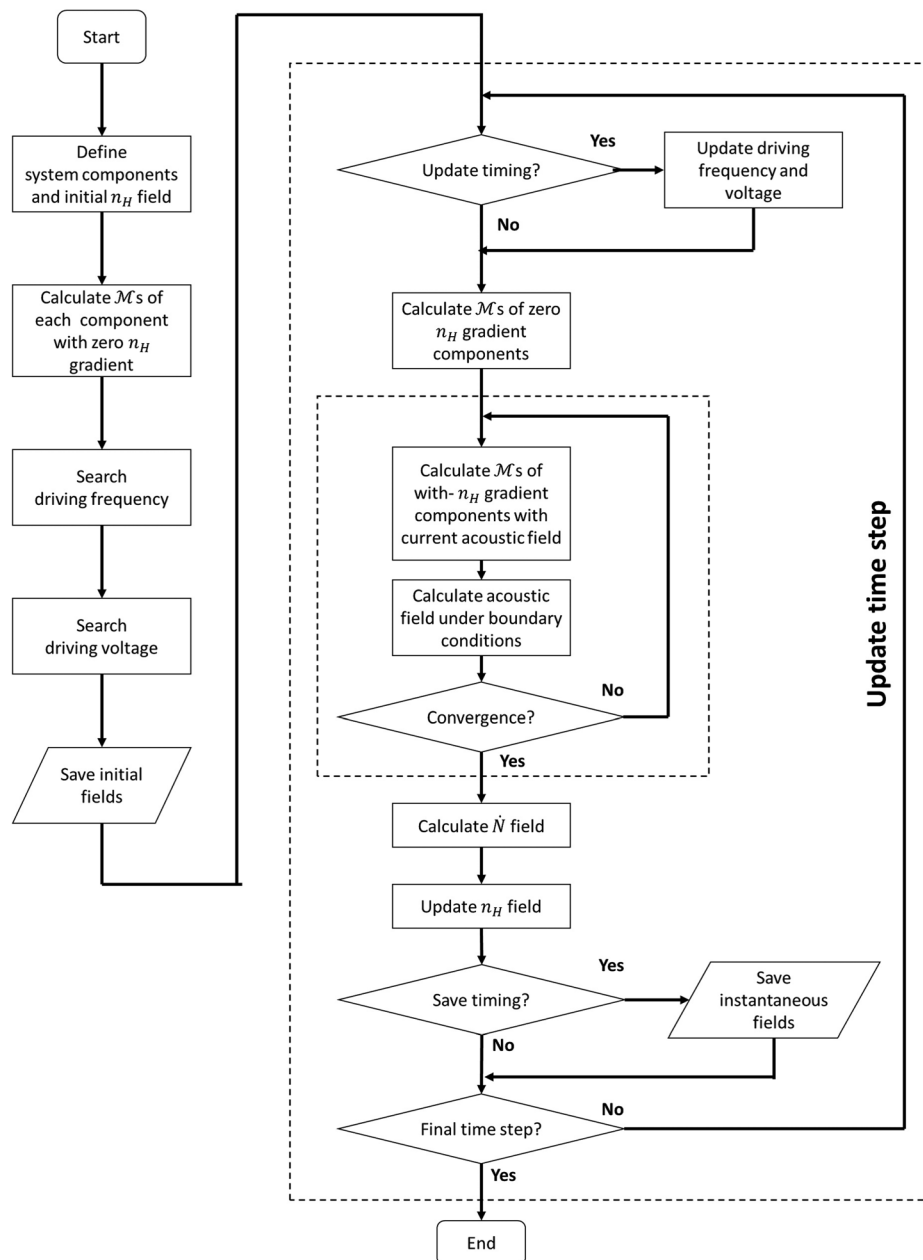 Start
Define
system components
and initial n_H field
Calculate ℳs of
each component
with zero n_H
gradient
Search
driving frequency
Search
driving voltage
Save initial
fields
Update timing?
Yes
Update driving
frequency and
voltage
No
Calculate ℳs of zero
n_H gradient
components
Calculate ℳs of
with- n_H gradient
components with
current acoustic field
Calculate acoustic
field under boundary
conditions
Convergence?
No
Yes
Calculate Ṅ field
Update n_H field
Save timing?
Yes
Save
instantaneous
fields
No
Final time step?
No
Yes
End
Update time step